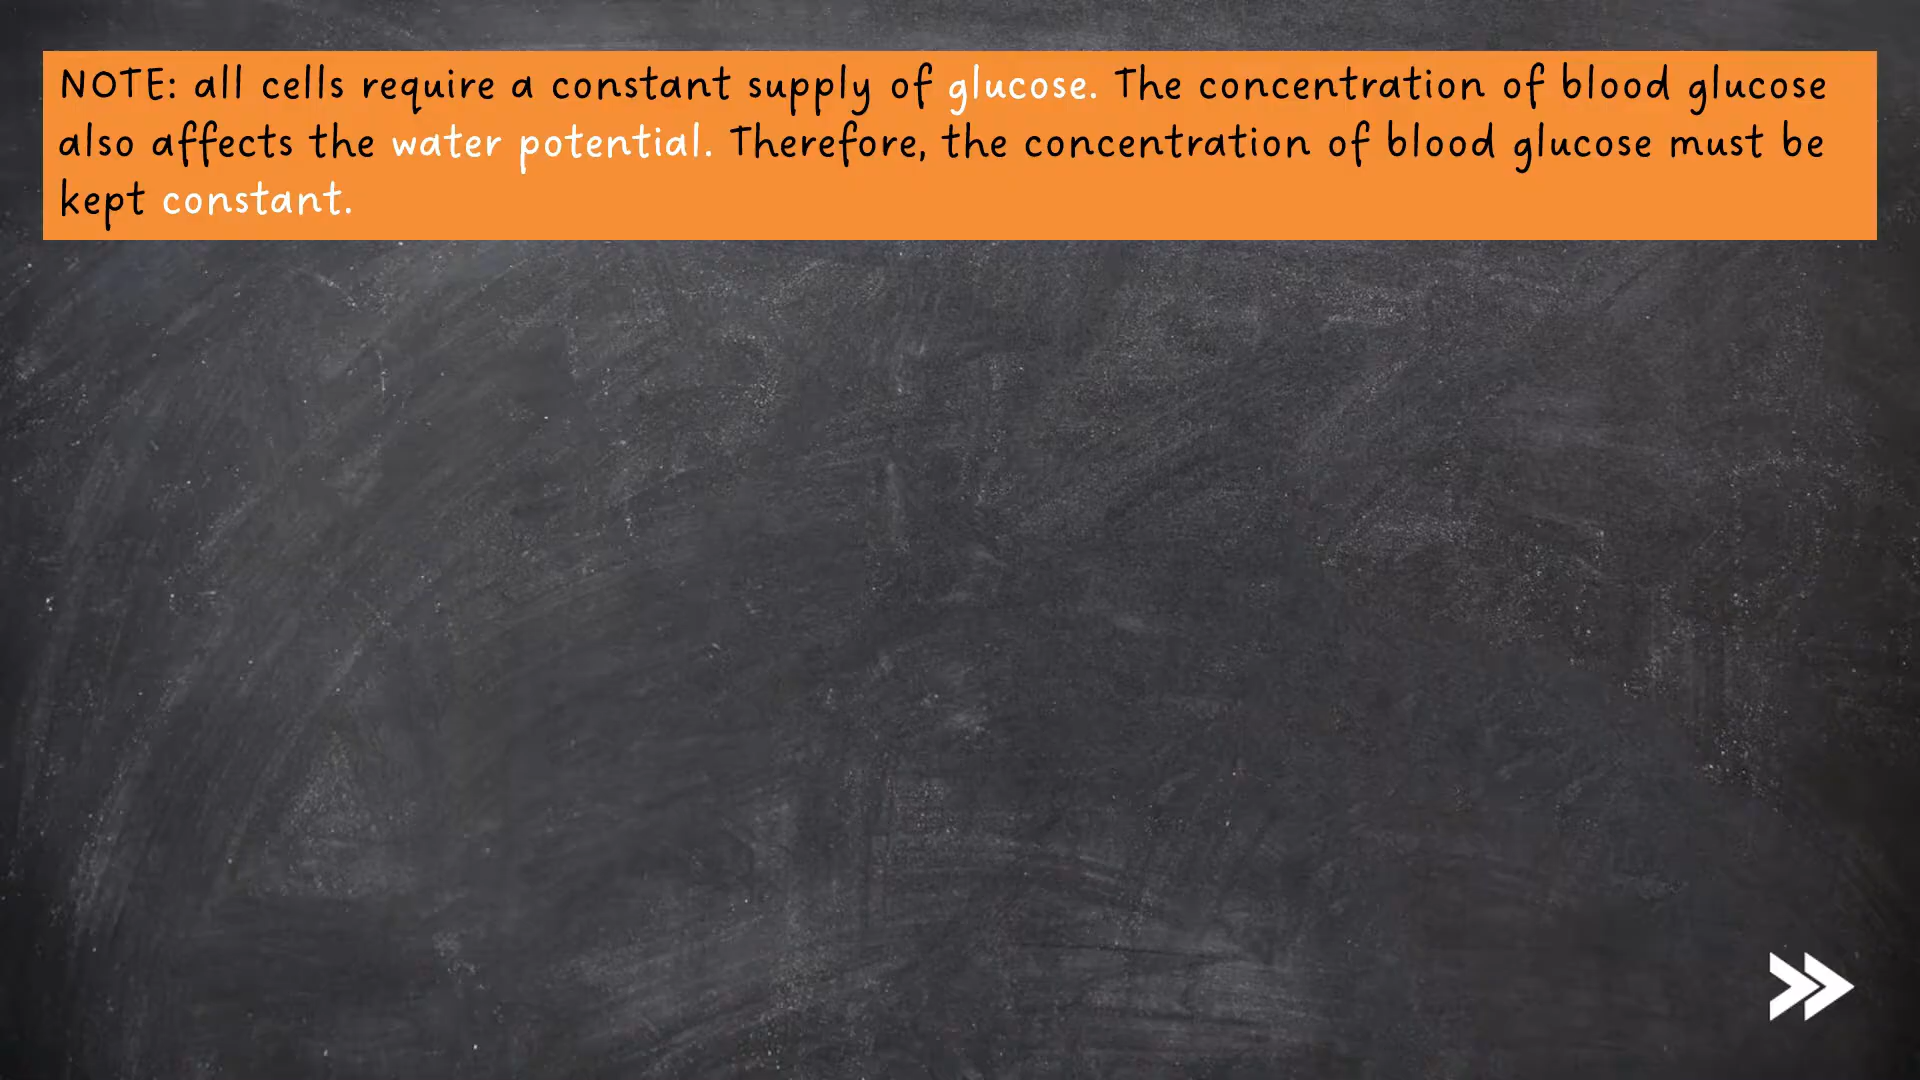 NOTE: all cells require a constant supply of glucose. The concentration of blood glucose
also affects the water potential. Therefore, the concentration of blood glucose must be
kept constant.